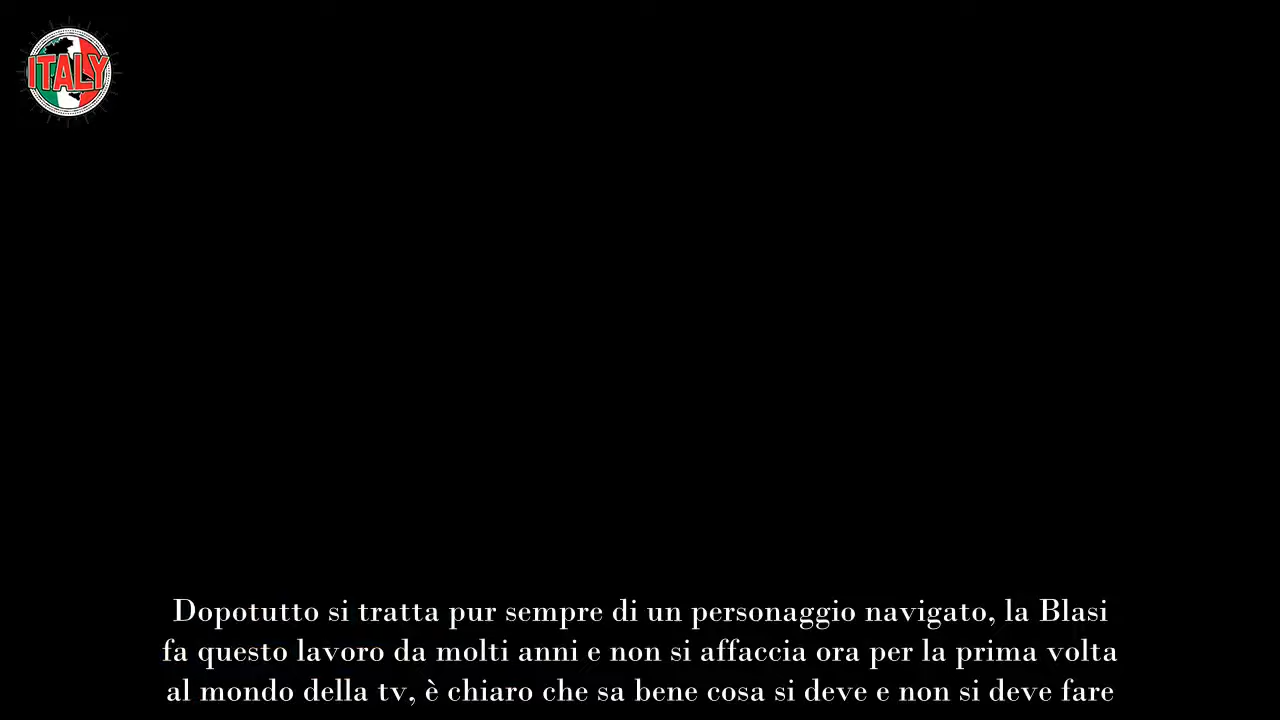 ITALY
Dopotutto si tratta pur sempre di un personaggio navigato, la Blasi
fa questo lavoro da molti anni e non si affaccia ora per la prima volta
al mondo della tv, è chiaro che sa bene cosa si deve e non si deve fare